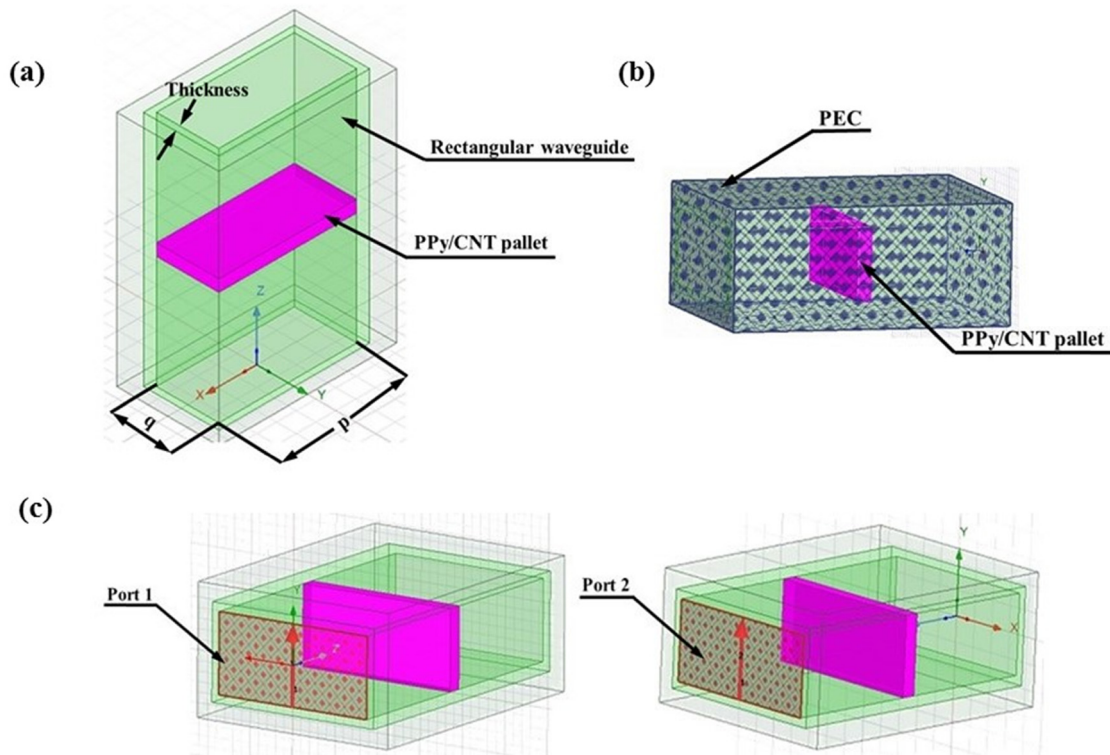 (a)
Thickness
Rectangular waveguide
PPy/CNT pallet
Z
X
Y
q
p
(b)
PEC
Y
PPy/CNT pallet
(c)
Port 1
Y
Z
Port 2
Y
X